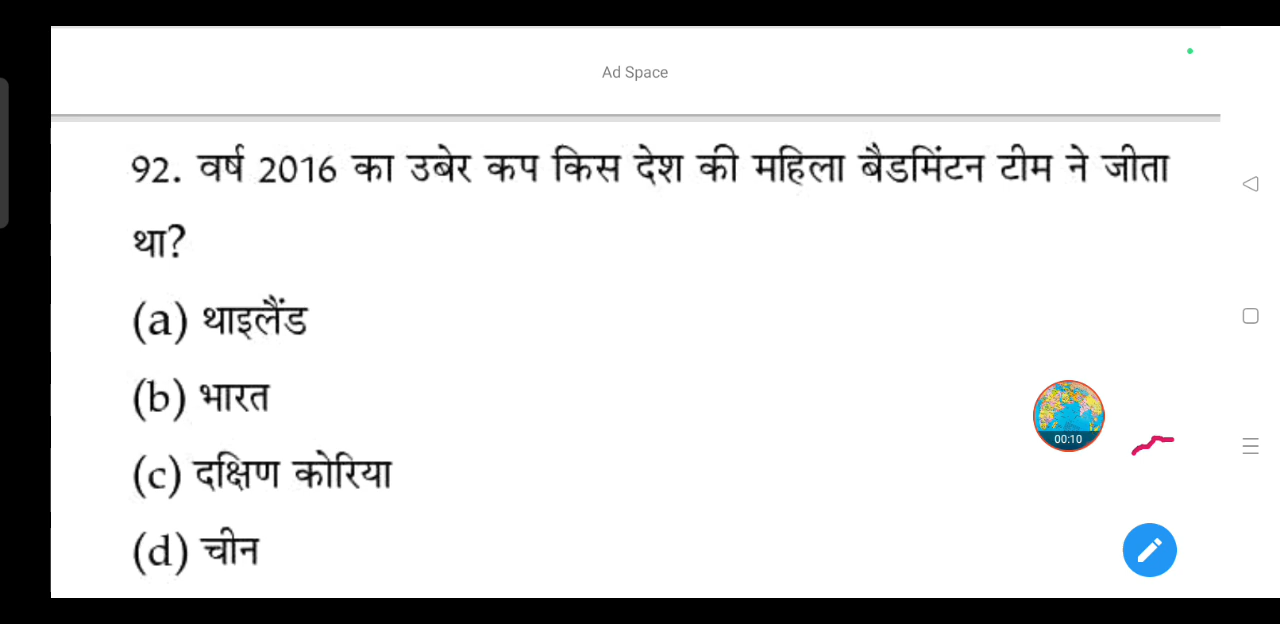 Ad Space
92. वर्ष 2016 का उबेर कप किस देश की महिला बैडमिंटन टीम ने जीता
था?
(a) थाइलैंड
(b) भारत
(c) दक्षिण कोरिया
00:10
(d) चीन